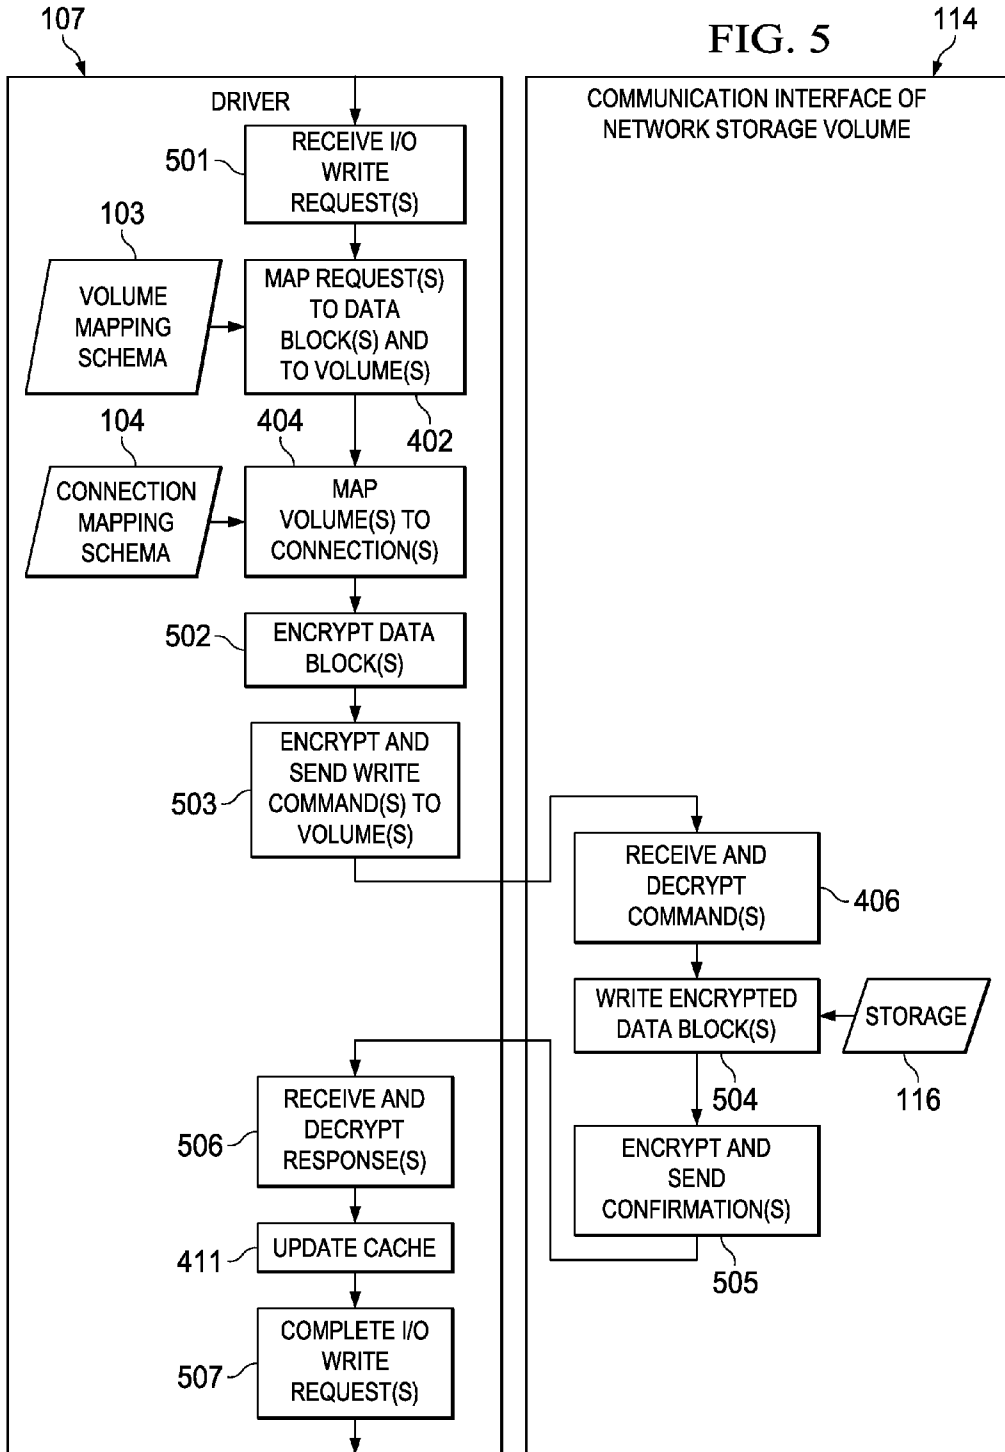 107
FIG. 5
114
DRIVER
COMMUNICATION INTERFACE OF
NETWORK STORAGE VOLUME
501
RECEIVE I/O
WRITE
REQUEST(S)
103
VOLUME
MAPPING
SCHEMA
MAP REQUEST(S)
TO DATA
BLOCK(S) AND
TO VOLUME(S)
402
104
CONNECTION
MAPPING
SCHEMA
404
MAP
VOLUME(S) TO
CONNECTION(S)
502
ENCRYPT DATA
BLOCK(S)
503
ENCRYPT AND
SEND WRITE
COMMAND(S) TO
VOLUME(S)
RECEIVE AND
DECRYPT
COMMAND(S)
406
WRITE ENCRYPTED
DATA BLOCK(S)
504
STORAGE
116
ENCRYPT AND
SEND
CONFIRMATION(S)
505
506
RECEIVE AND
DECRYPT
RESPONSE(S)
411
UPDATE CACHE
507
COMPLETE I/O
WRITE
REQUEST(S)